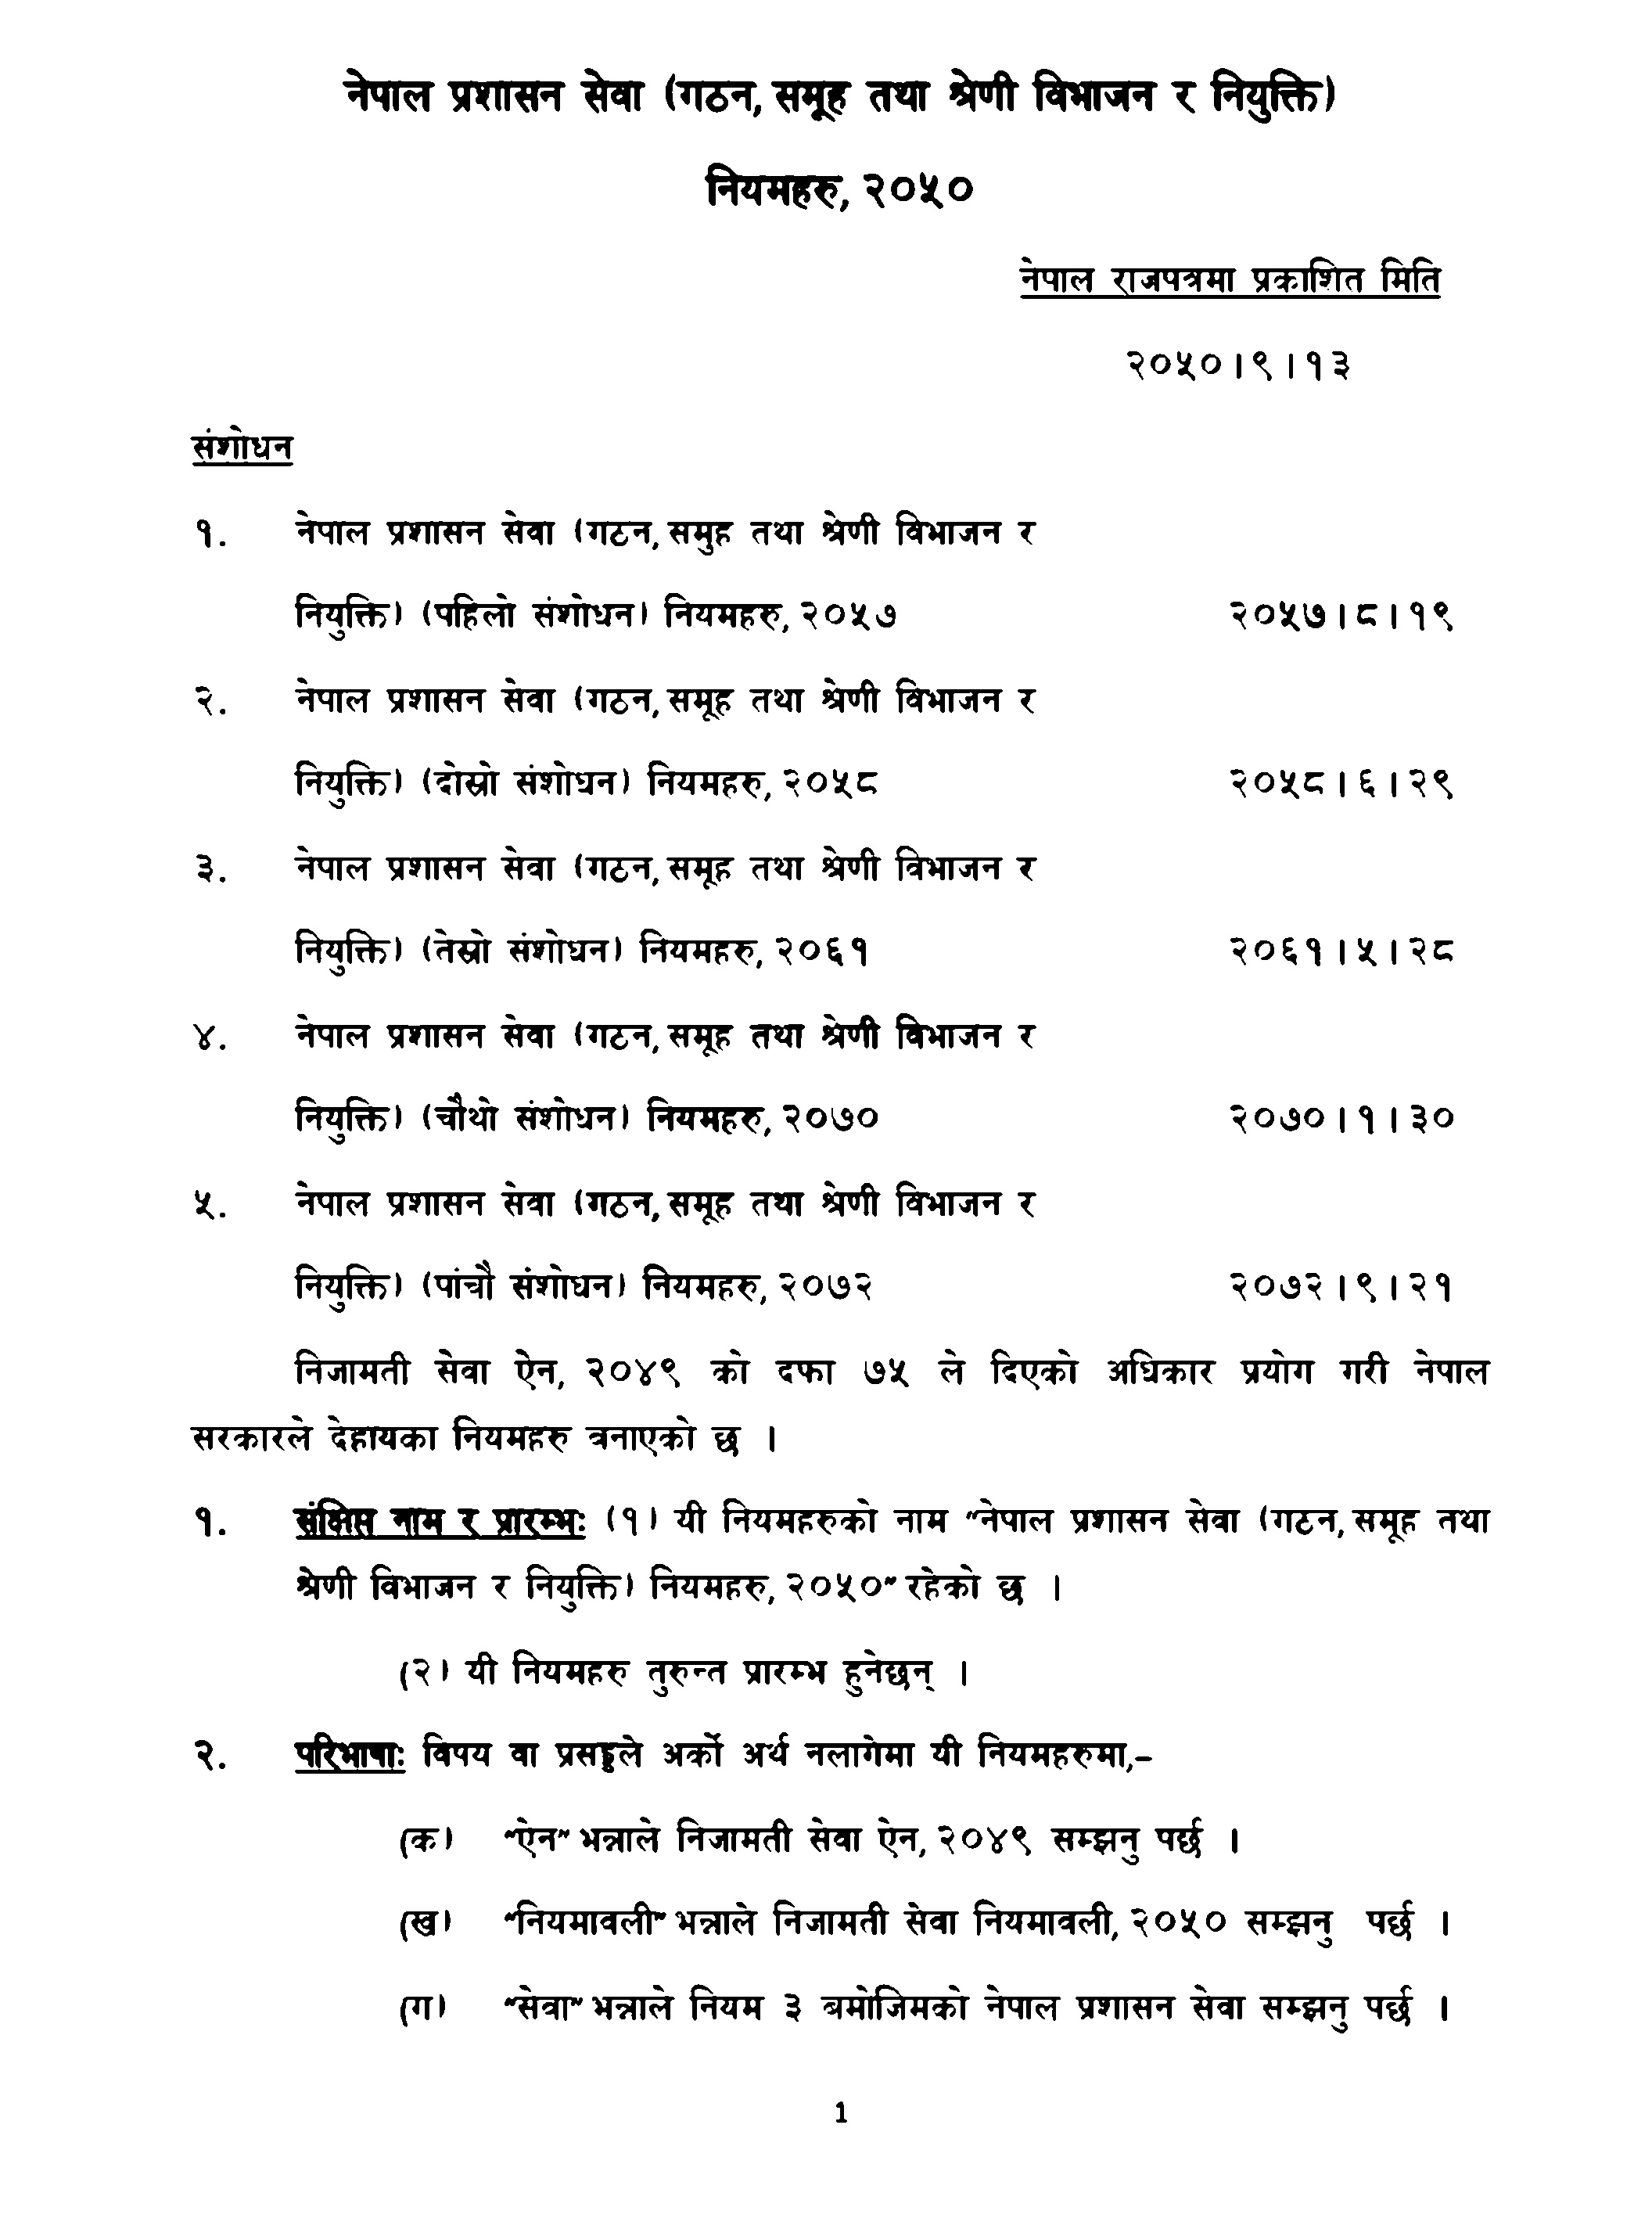 नेपाल प्रशासन सेवा (गठन, समूह तथा श्रेणी विभाजन र नियुक्ति)
नियमहरु, २०५०
नेपाल राजपत्रमा प्रकाशित मिति
२०५०।९।१३
संशोधन
१. नेपाल प्रशासन सेवा (गठन, समुह तथा श्रेणी विभाजन र
नियुक्ति) (पहिलो संशोधन) नियमहरु, २०५७ २०५७।८।१९
२. नेपाल प्रशासन सेवा (गठन, समूह तथा श्रेणी विभाजन र
नियुक्ति) (दोस्रो संशोधन) नियमहरु, २०५८ २०५८।६।२९
३. नेपाल प्रशासन सेवा (गठन, समूह तथा श्रेणी विभाजन र
नियुक्ति) (तेस्रो संशोधन) नियमहरु, २०६१ २०६१।५।२८
४. नेपाल प्रशासन सेवा (गठन, समूह तथा श्रेणी विभाजन र
नियुक्ति) (चौथो संशोधन) नियमहरु, २०७० २०७०।१।३०
५. नेपाल प्रशासन सेवा (गठन, समूह तथा श्रेणी विभाजन र
नियुक्ति) (पांचौ संशोधन) नियमहरु, २०७२ २०७२।९।२१
निजामती सेवा ऐन, २०४९ को दफा ७५ ले दिएको अधिकार प्रयोग गरी नेपाल
सरकारले देहायका नियमहरु बनाएको छ ।
१. संक्षिप्त नाम र प्रारम्भः (१) यी नियमहरुको नाम "नेपाल प्रशासन सेवा (गठन, समूह तथा
श्रेणी विभाजन र नियुक्ति) नियमहरु, २०५०" रहेको छ ।
(२) यी नियमहरु तुरुन्त प्रारम्भ हुनेछन् ।
२. परिभाषाः विषय वा प्रसङ्गले अर्को अर्थ नलागेमा यी नियमहरुमा,–
(क) "ऐन" भन्नाले निजामती सेवा ऐन, २०४९ सम्झनु पर्छ ।
(ख) "नियमावली" भन्नाले निजामती सेवा नियमावली, २०५० सम्झनु पर्छ ।
(ग) "सेवा" भन्नाले नियम ३ बमोजिमको नेपाल प्रशासन सेवा सम्झनु पर्छ ।
1